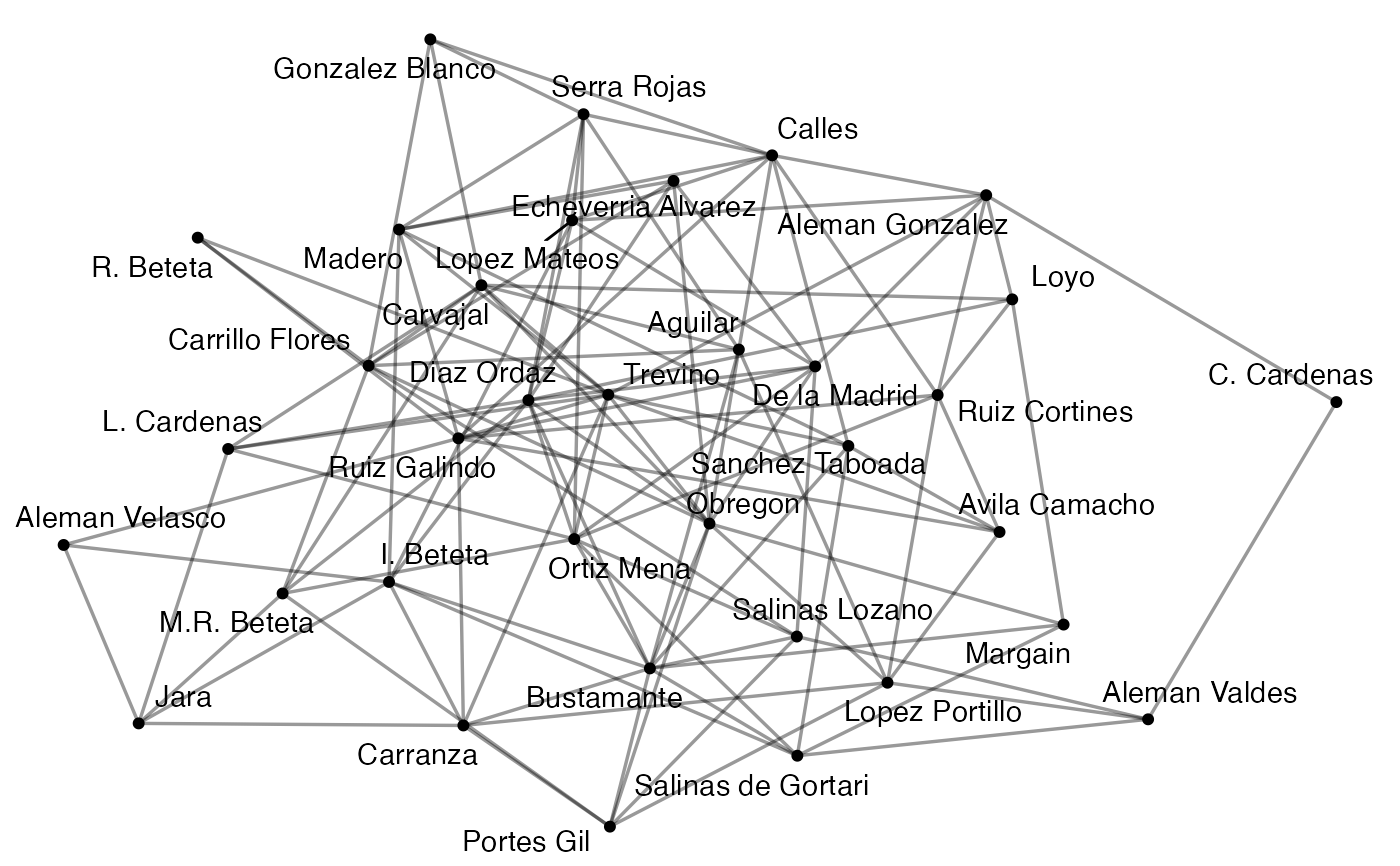 Gonzalez Blanco
Serra Rojas
Calles
Echeverria Alvarez
Aleman Gonzalez
Madero
Lopez Mateos
R. Beteta
Loyo
Carvajal
Aguilar
Carrillo Flores
Diaz Ordaz
Trevino
C. Cardenas
De la Madrid
Ruiz Cortines
L. Cardenas
Ruiz Galindo
Sanchez Taboada
Obregon
Avila Camacho
Aleman Velasco
I. Beteta
Ortiz Mena
M.R. Beteta
Salinas Lozano
Margain
Jara
Bustamante
Aleman Valdes
Lopez Portillo
Carranza
Salinas de Gortari
Portes Gil